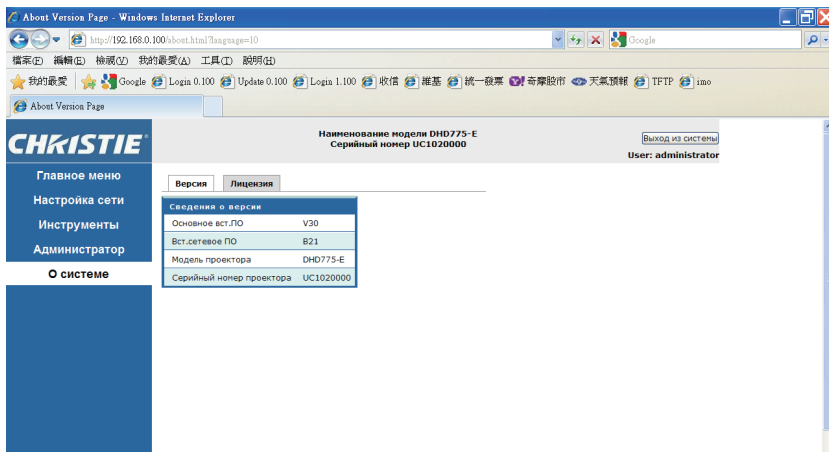 About Version Page - Windows Internet Explorer
http://192.168.0.100/about.html?language=10
Google
檔案(F) 編輯(E) 檢視(V) 我的最愛(A) 工具(T) 說明(H)
我的最愛 Google Login 0.100 Update 0.100 Login 1.100 收信 維基 統一發票 奇摩股市 天氣預報 TFTP imo
About Version Page
CHRISTIE®
Наименование модели DHD775-E
Серийный номер UC1020000
Выход из системы
User: administrator
Главное меню
Настройка сети
Инструменты
Администратор
О системе
Версия Лицензия
Сведения о версии
Основное вст.ПО V30
Вст.сетевое ПО B21
Модель проектора DHD775-E
Серийный номер проектора UC1020000